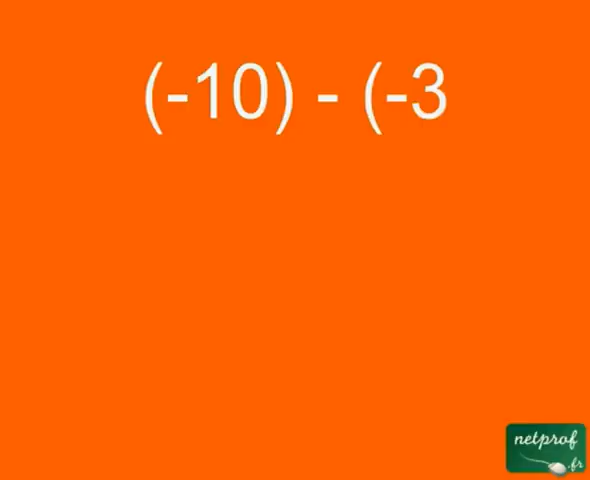 (-10) - (-3
netprof
.fr